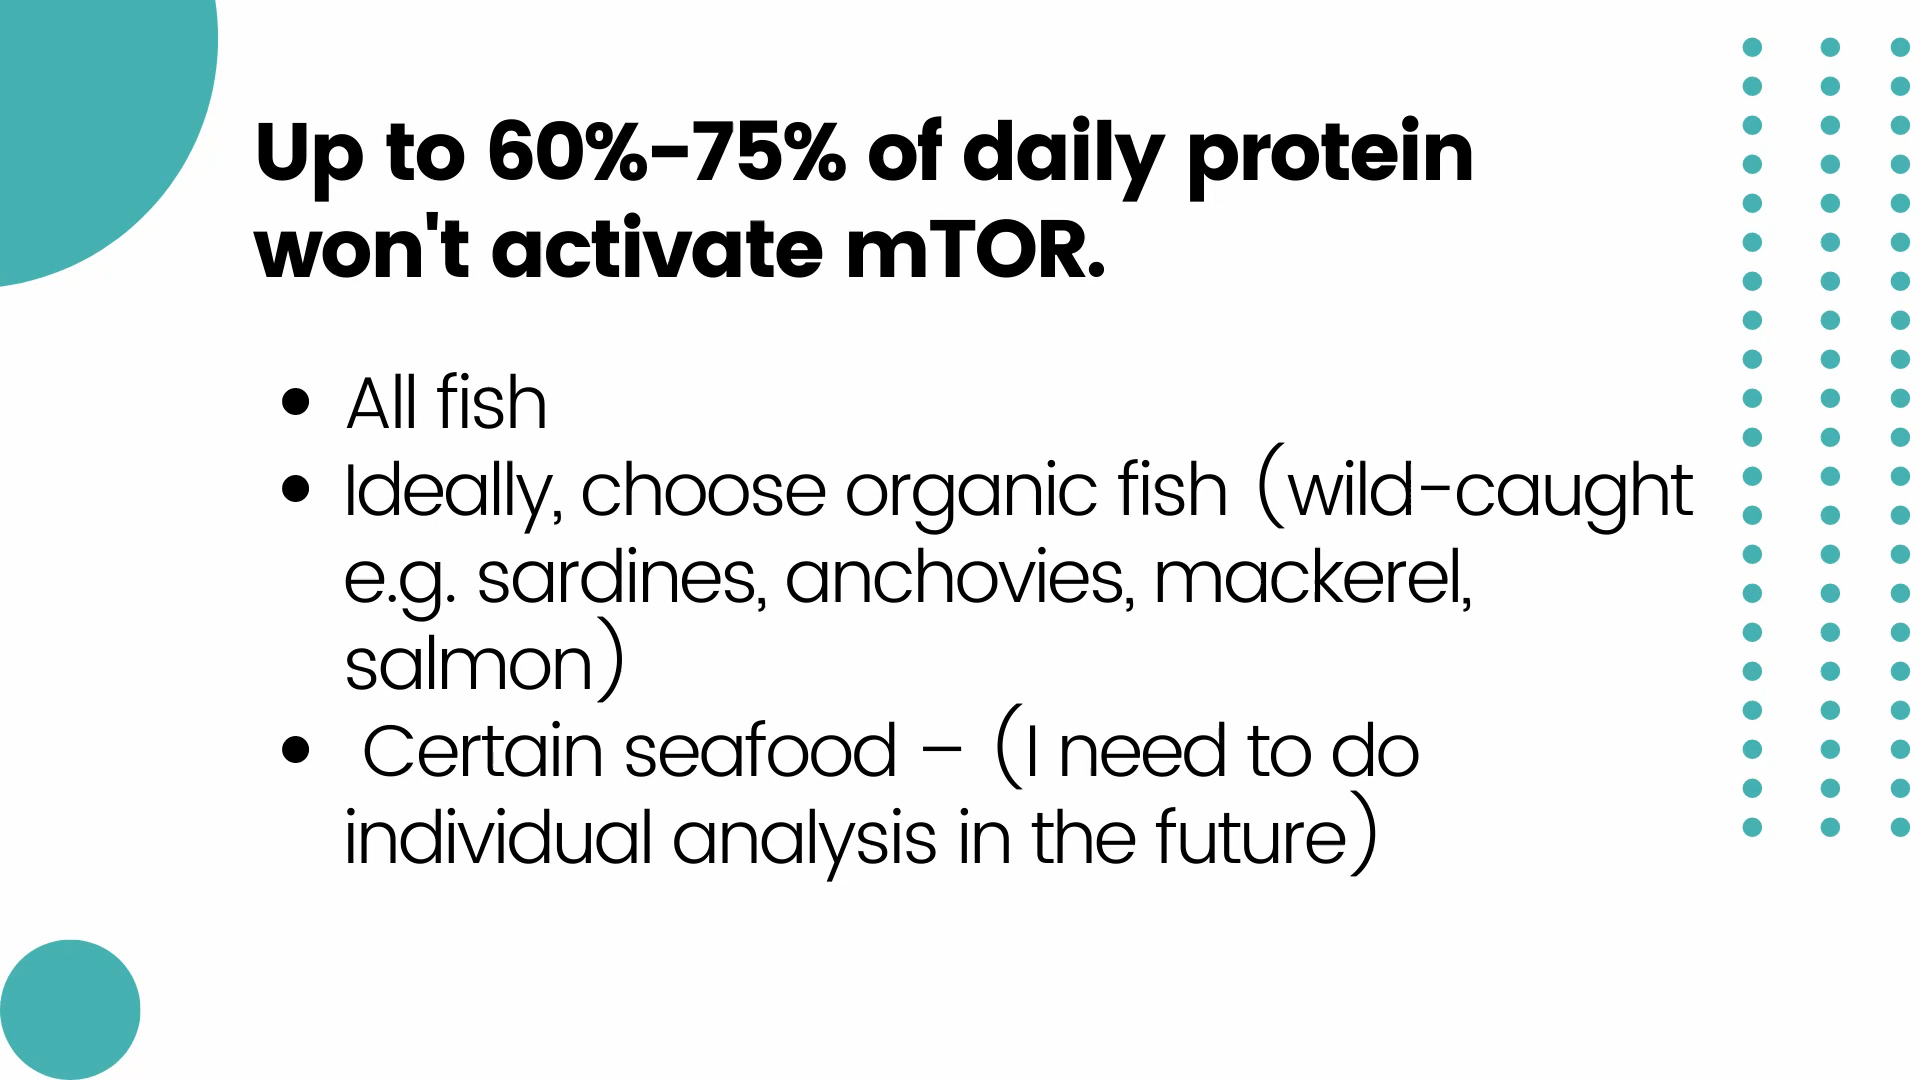 Up to 60%-75% of daily protein
won't activate mTOR.
• All fish
• Ideally, choose organic fish (wild-caught
e.g. sardines, anchovies, mackerel,
salmon)
• Certain seafood – (I need to do
individual analysis in the future)